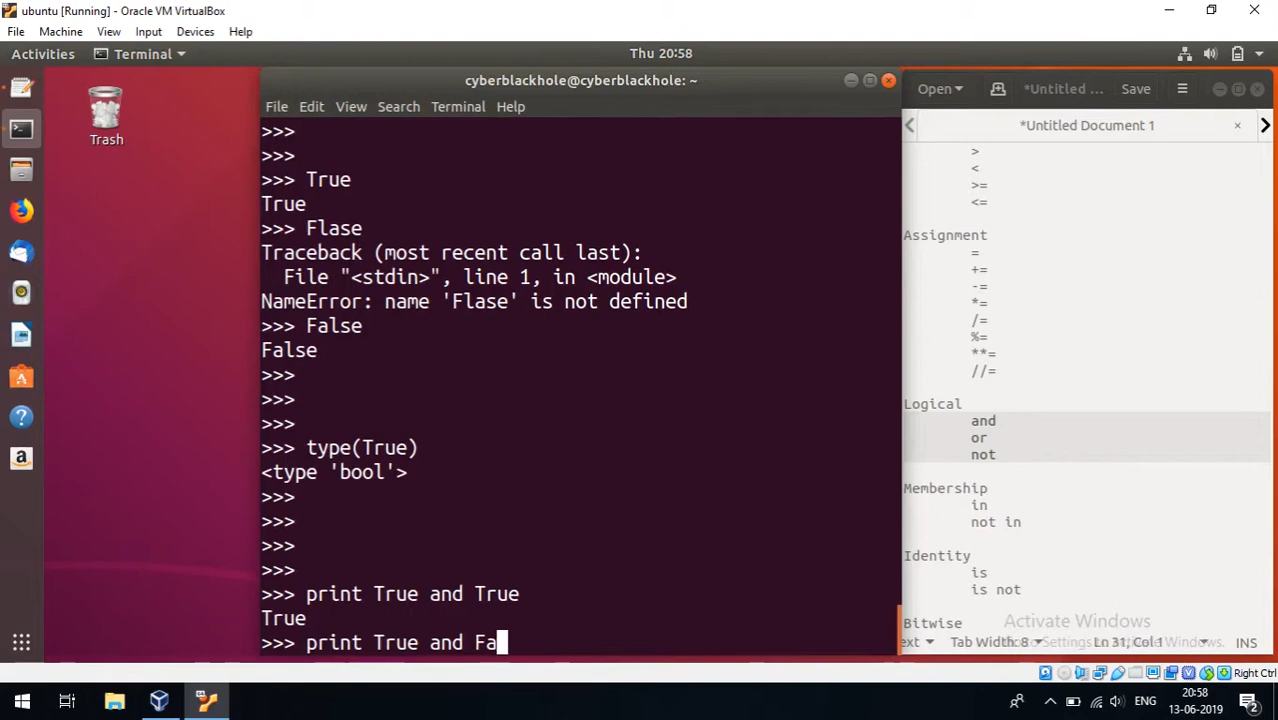 ubuntu [Running] - Oracle VM VirtualBox
File Machine View Input Devices Help
Activities Terminal Thu 20:58
Trash
cyberblackhole@cyberblackhole: ~
File Edit View Search Terminal Help
>>>
>>>
>>> True
True
>>> Flase
Traceback (most recent call last):
  File "<stdin>", line 1, in <module>
NameError: name 'Flase' is not defined
>>> False
False
>>>
>>>
>>>
>>> type(True)
<type 'bool'>
>>>
>>>
>>>
>>>
>>> print True and True
True
>>> print True and Fa
Open *Untitled ... Save
*Untitled Document 1
>
<
>=
<=
Assignment
=
+=
-=
*=
/=
%=
**=
//=
Logical
and
or
not
Membership
in
not in
Identity
is
is not
Bitwise
Activate Windows
Tab Width: 8 Ln 31, Col 1 INS
Right Ctrl
ENG
20:58
13-06-2019
2